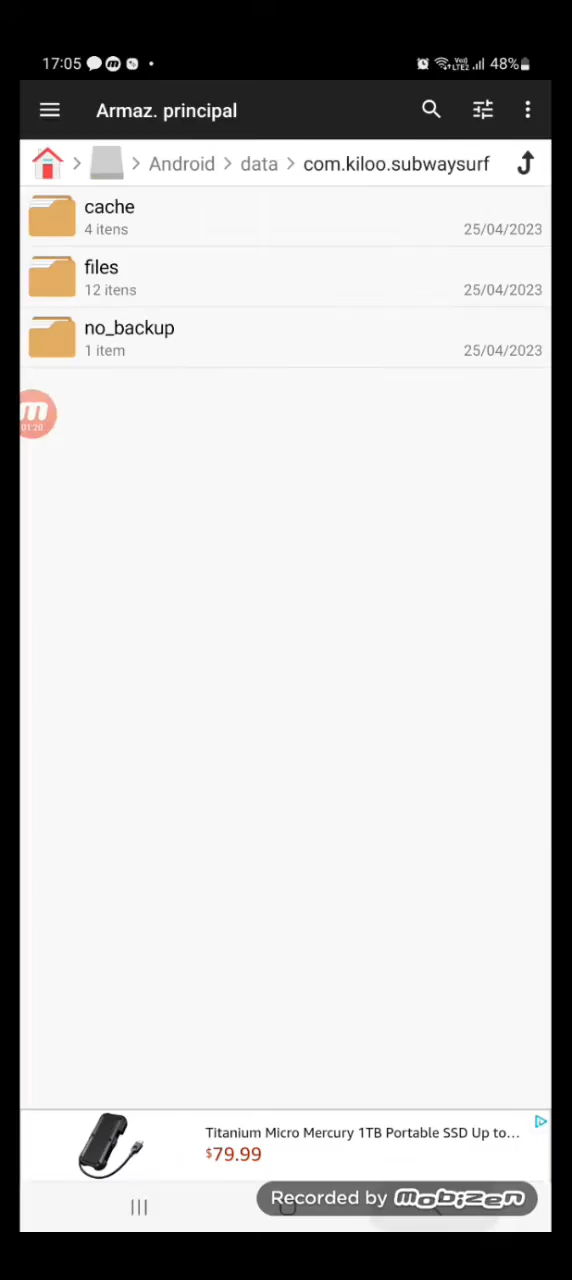 17:05 48%
Armaz. principal
Android > data > com.kiloo.subwaysurf
cache
4 itens 25/04/2023
files
12 itens 25/04/2023
no_backup
1 item 25/04/2023
01:20
Titanium Micro Mercury 1TB Portable SSD Up to...
$79.99
Recorded by mobizen